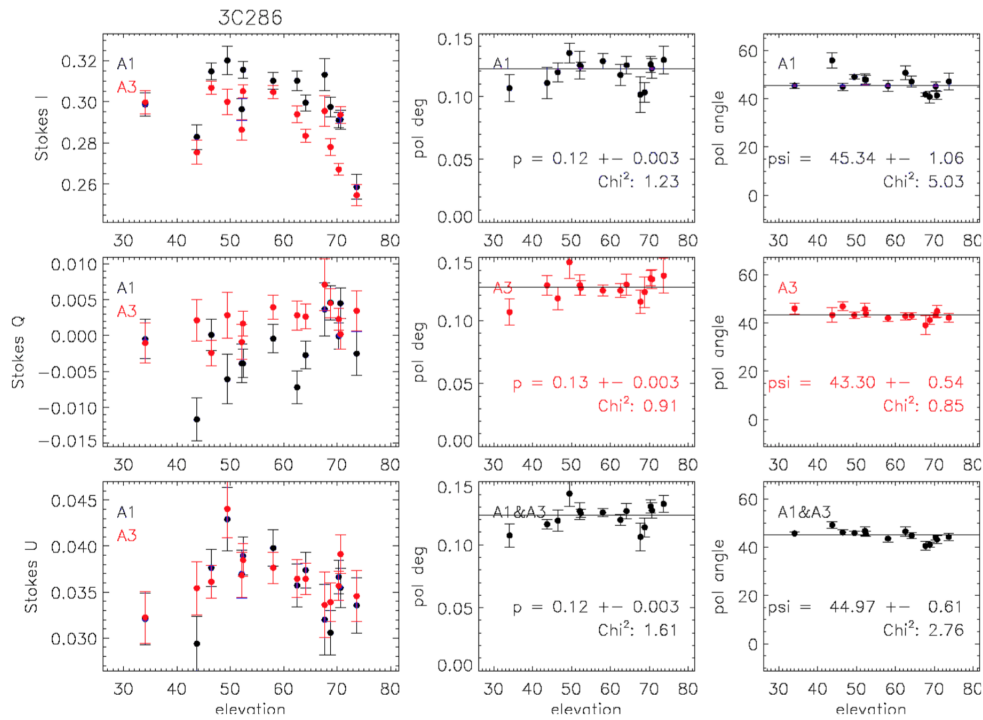 3C286
Stokes I
0.32
0.30
0.28
0.26
A1
A3
30 40 50 60 70 80
pol deg
0.15
0.10
0.05
0.00
A1
p = 0.12 +− 0.003
Chi²: 1.23
30 40 50 60 70 80
pol angle
60
40
20
0
A1
psi = 45.34 +− 1.06
Chi²: 5.03
30 40 50 60 70 80
Stokes Q
0.010
0.005
0.000
−0.005
−0.010
−0.015
A1
A3
30 40 50 60 70 80
pol deg
0.15
0.10
0.05
0.00
A3
p = 0.13 +− 0.003
Chi²: 0.91
30 40 50 60 70 80
pol angle
60
40
20
0
A3
psi = 43.30 +− 0.54
Chi²: 0.85
30 40 50 60 70 80
Stokes U
0.045
0.040
0.035
0.030
A1
A3
30 40 50 60 70 80
elevation
pol deg
0.15
0.10
0.05
0.00
A1&A3
p = 0.12 +− 0.003
Chi²: 1.61
30 40 50 60 70 80
elevation
pol angle
60
40
20
0
A1&A3
psi = 44.97 +− 0.61
Chi²: 2.76
30 40 50 60 70 80
elevation